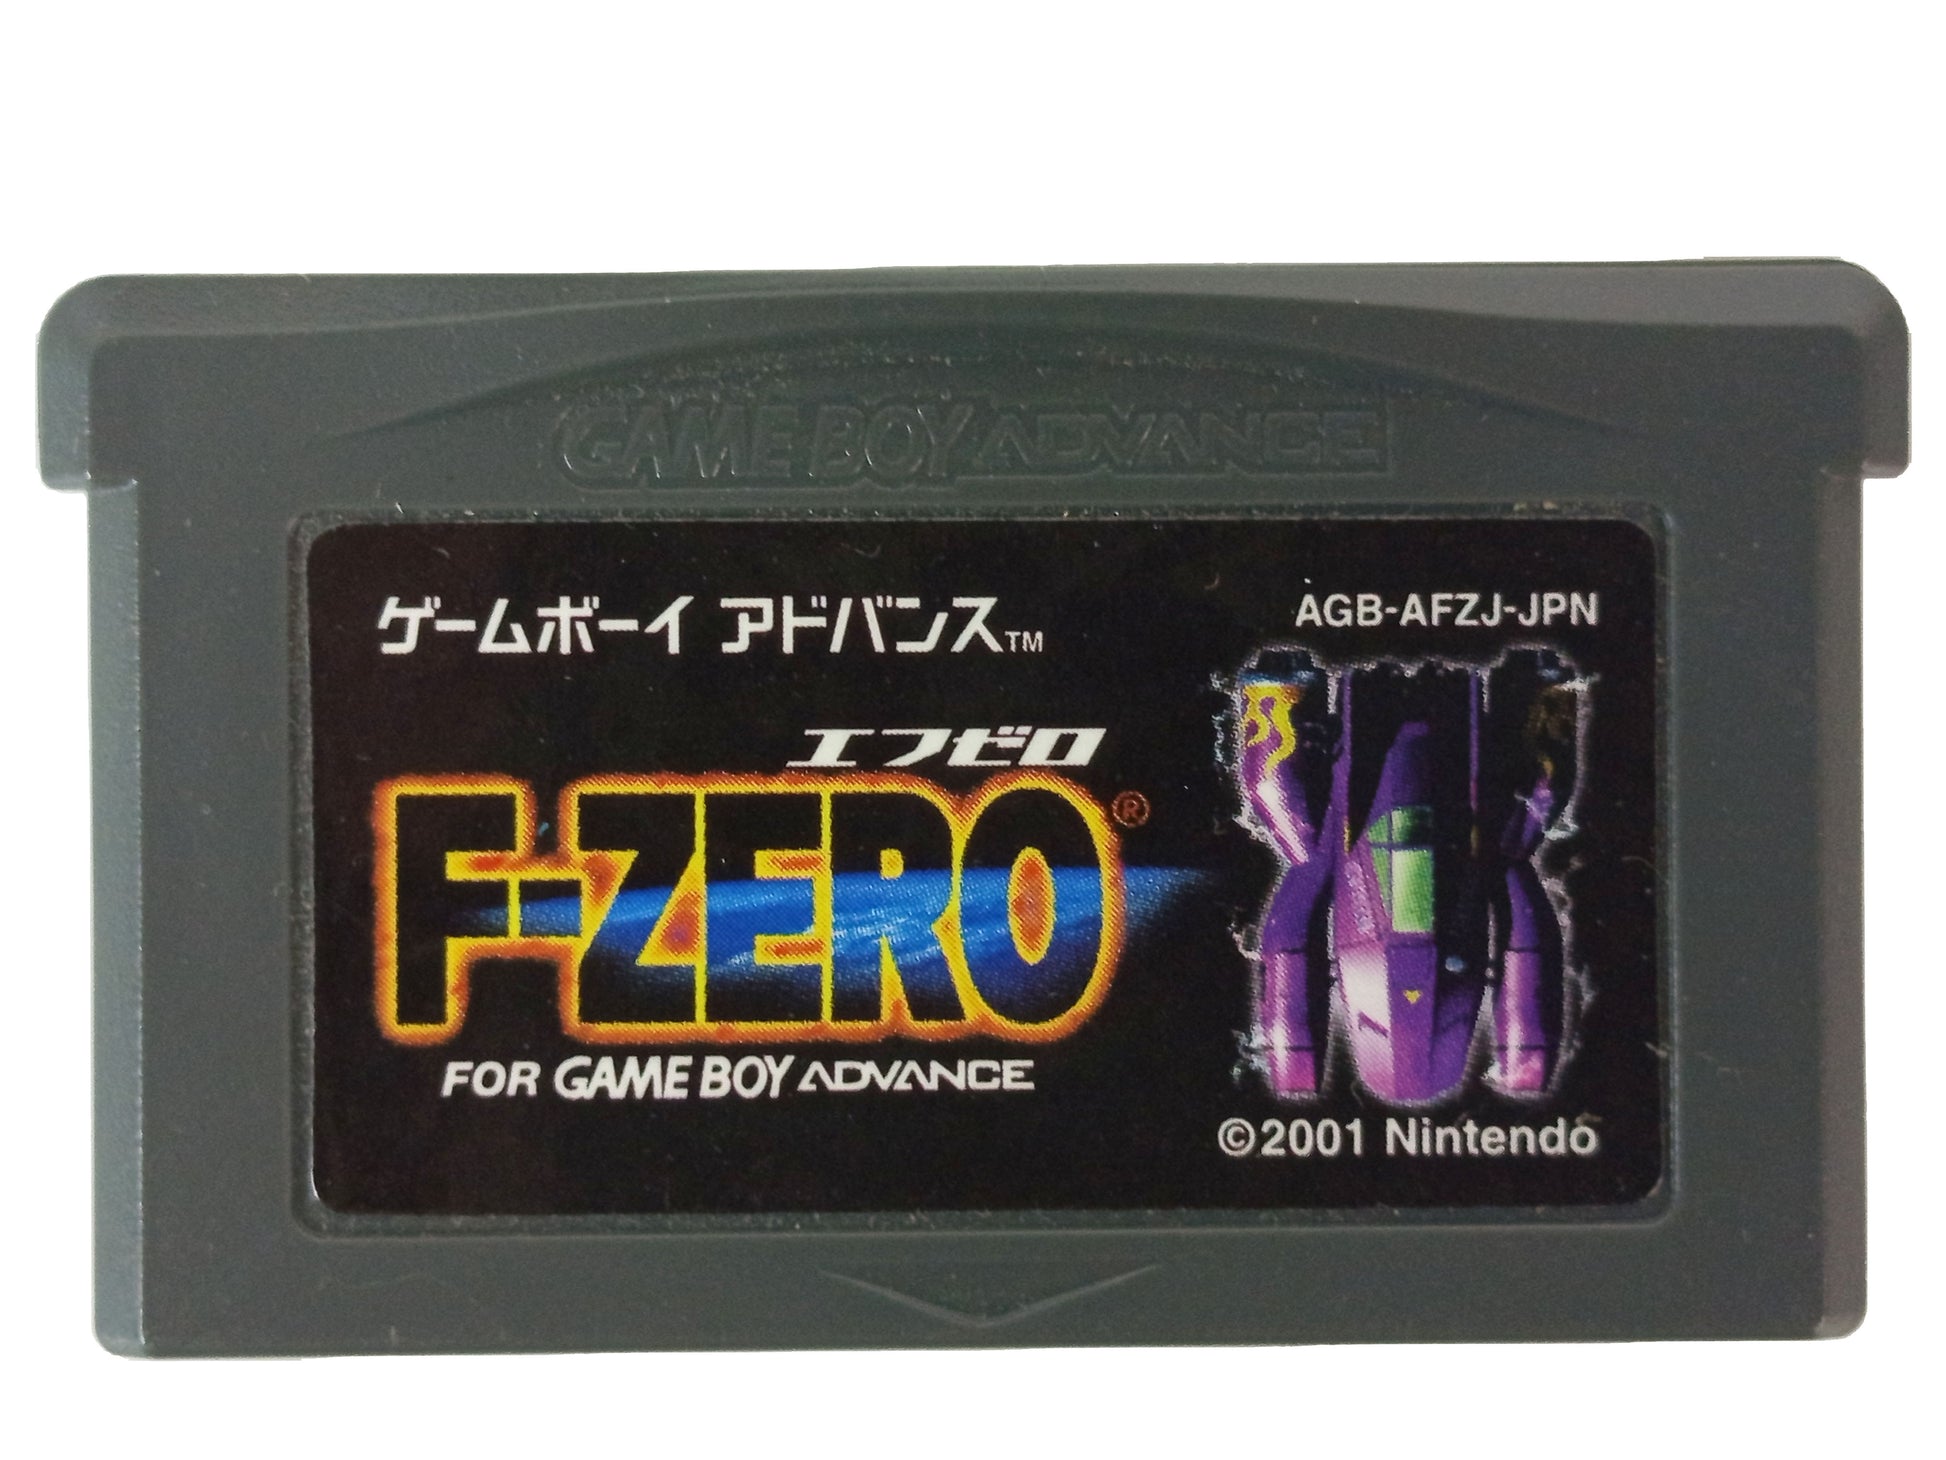 GAME BOY ADVANCE
ゲームボーイ アドバンス™
AGB-AFZJ-JPN
エフゼロ
F-ZERO®
FOR GAME BOY ADVANCE
©2001 Nintendo